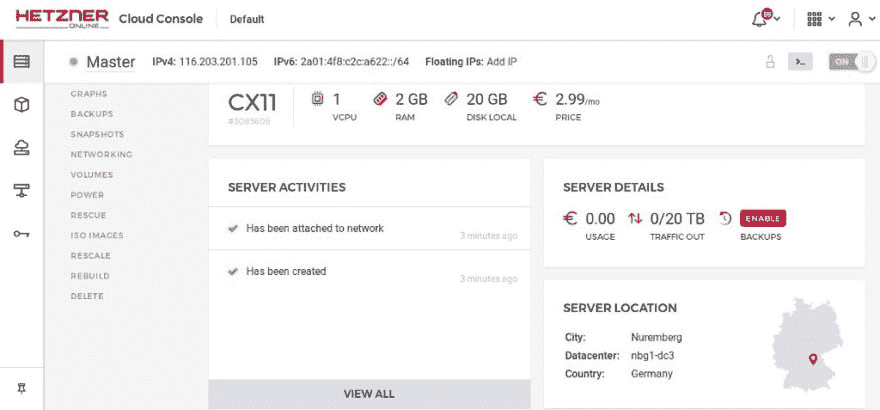 HETZNER
ONLINE
Cloud Console
Default
Master
IPv4: 116.203.201.105
IPv6: 2a01:4f8:c2c:a622::/64
Floating IPs: Add IP
>_
ON
GRAPHS
BACKUPS
SNAPSHOTS
NETWORKING
VOLUMES
POWER
RESCUE
ISO IMAGES
RESCALE
REBUILD
DELETE
CX11
#3085606
1
VCPU
2 GB
RAM
20 GB
DISK LOCAL
€ 2.99/mo
PRICE
SERVER ACTIVITIES
Has been attached to network
3 minutes ago
Has been created
3 minutes ago
VIEW ALL
SERVER DETAILS
€ 0.00
USAGE
0/20 TB
TRAFFIC OUT
ENABLE
BACKUPS
SERVER LOCATION
City: Nuremberg
Datacenter: nbg1-dc3
Country: Germany